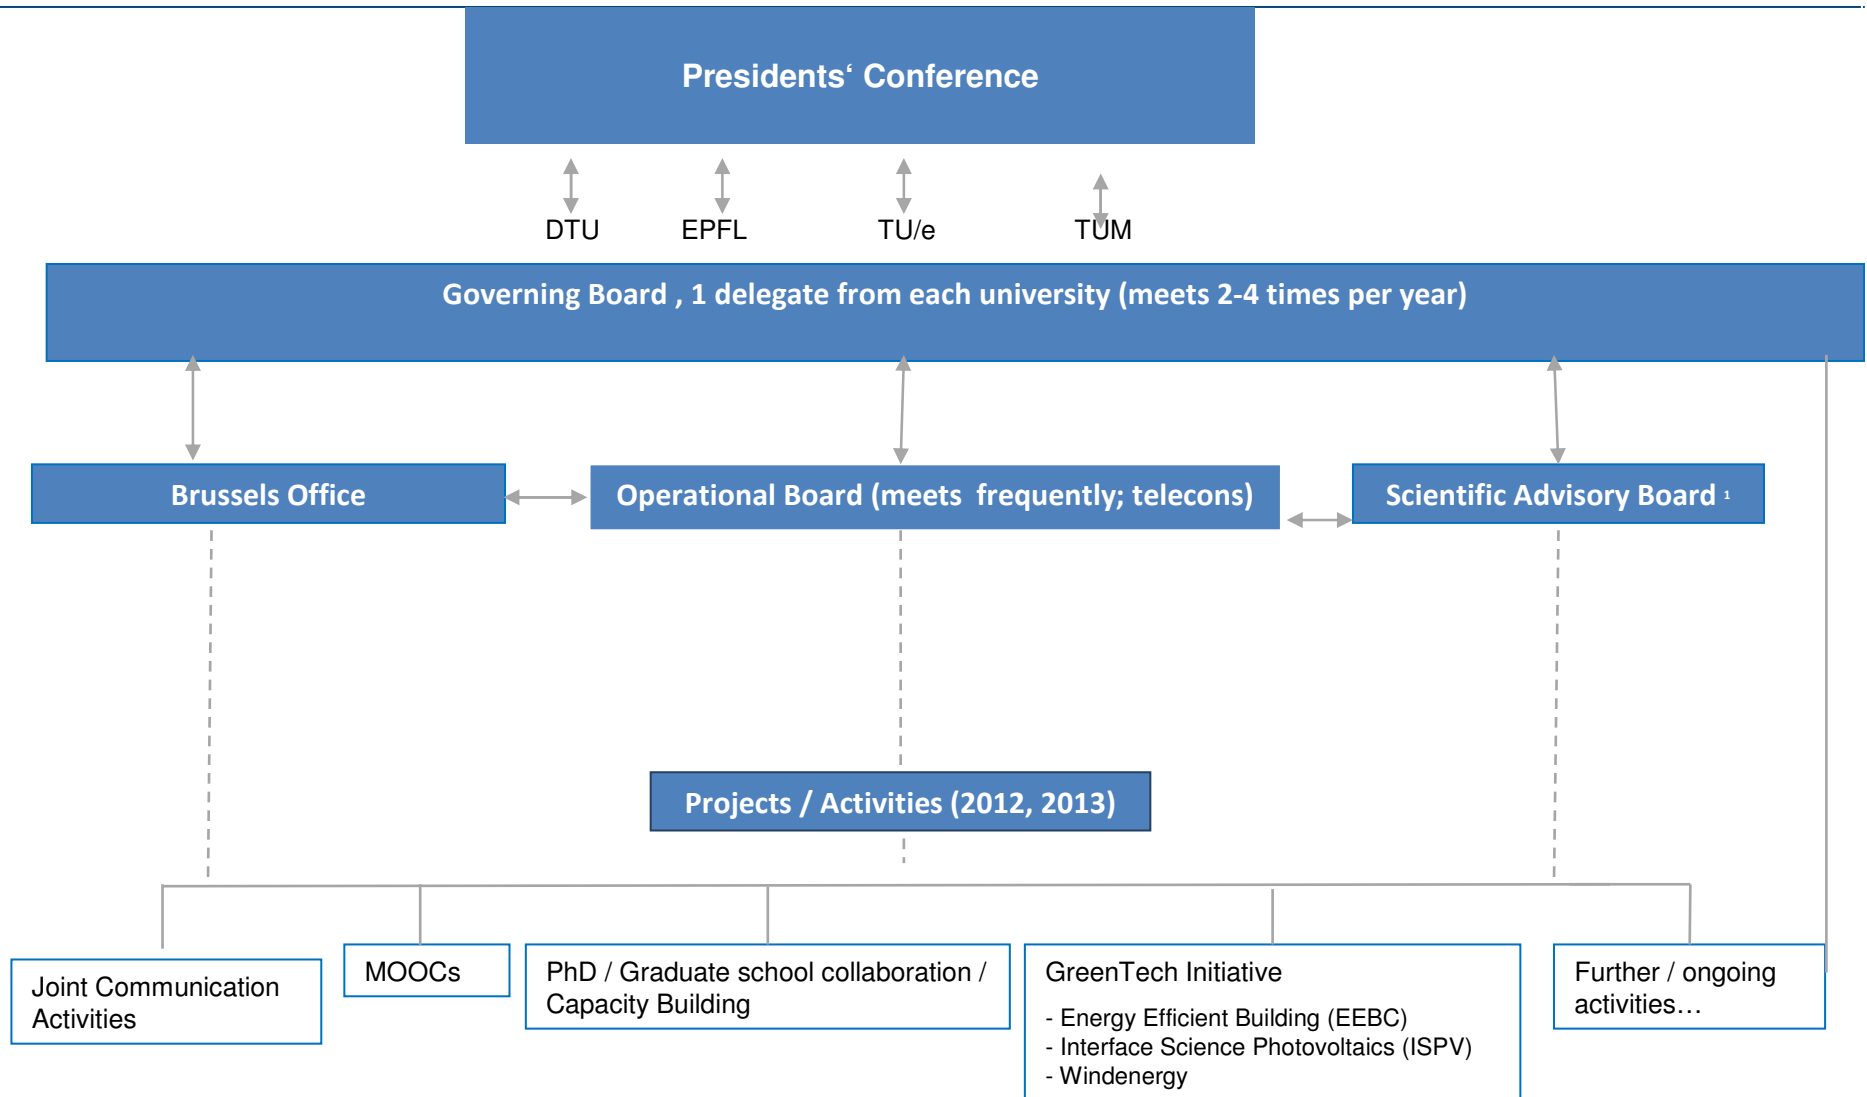 Presidents‘ Conference
DTU EPFL TU/e TUM
Governing Board , 1 delegate from each university (meets 2-4 times per year)
Brussels Office
Operational Board (meets frequently; telecons)
Scientific Advisory Board 1
Projects / Activities (2012, 2013)
Joint Communication
Activities
MOOCs
PhD / Graduate school collaboration /
Capacity Building
GreenTech Initiative
- Energy Efficient Building (EEBC)
- Interface Science Photovoltaics (ISPV)
- Windenergy
Further / ongoing
activities…